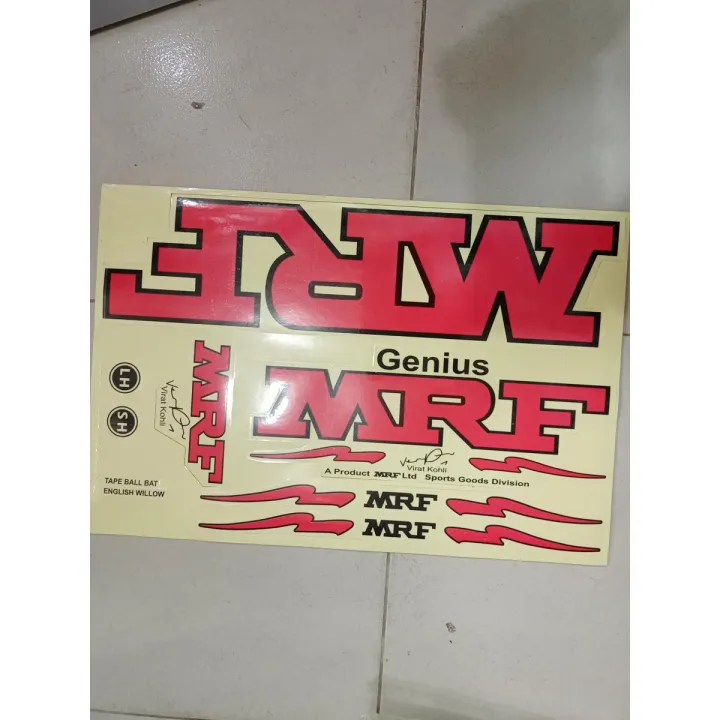 MRF
Genius
MRF
MRF
Virat Kohli
LH
SH
Virat Kohli
A Product MRF Ltd Sports Goods Division
TAPE BALL BAT
ENGLISH WILLOW
MRF
MRF